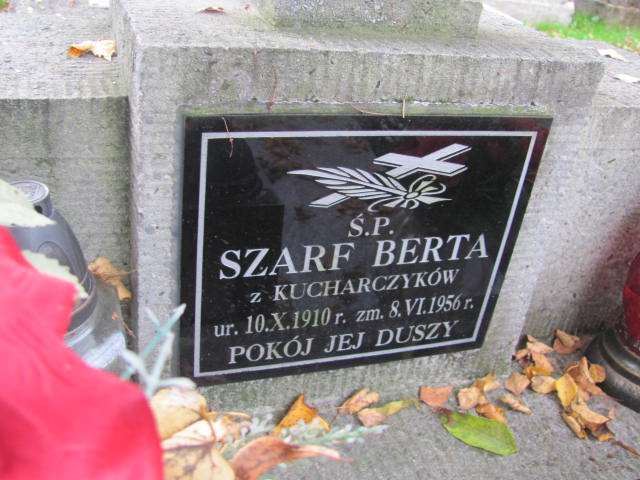 Ś.P.
SZARF BERTA
z KUCHARCZYKÓW
ur. 10.X.1910 r. zm. 8.VI.1956 r.
POKÓJ JEJ DUSZY